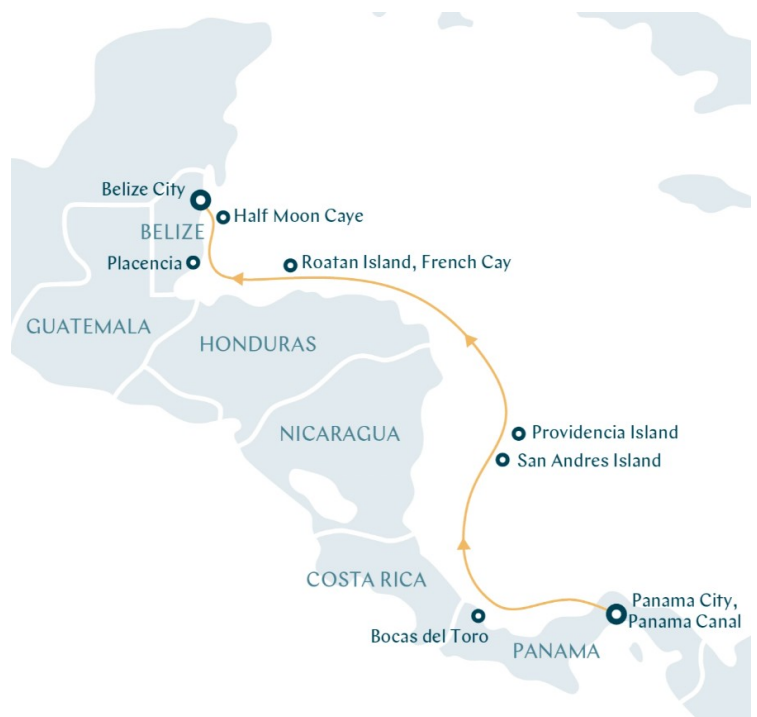 Belize City
Half Moon Caye
BELIZE
Placencia
Roatan Island, French Cay
GUATEMALA
HONDURAS
NICARAGUA
Providencia Island
San Andres Island
COSTA RICA
Panama City,
Panama Canal
Bocas del Toro
PANAMA